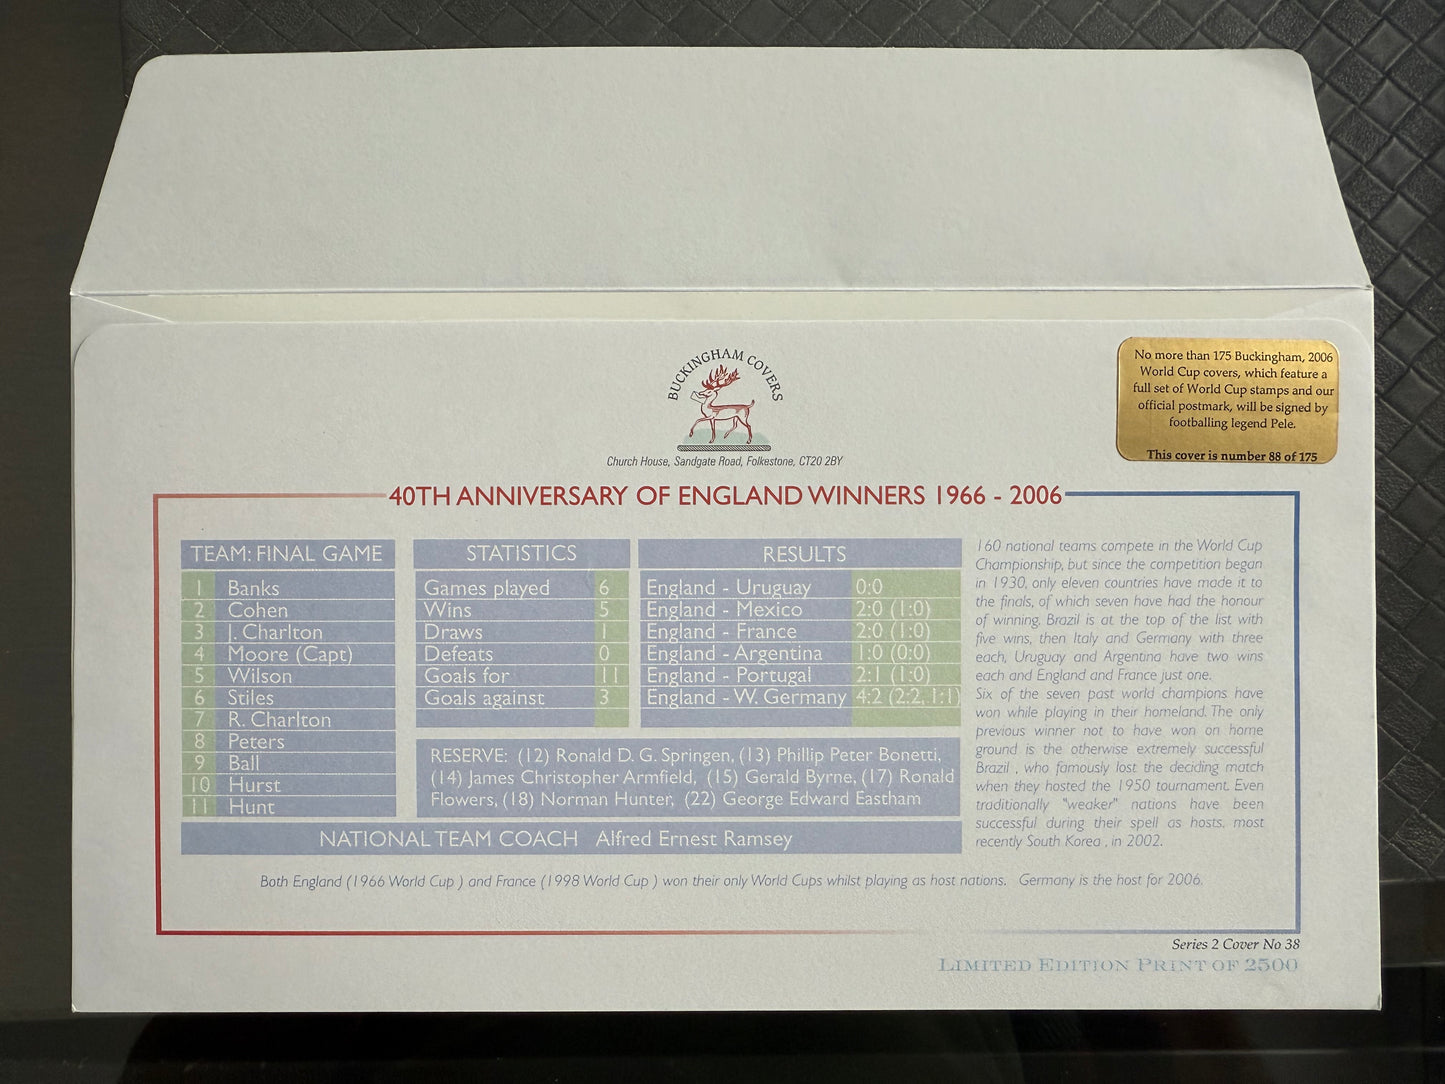 BUCKINGHAM COVERS
Church House, Sandgate Road, Folkestone, CT20 2BY
No more than 175 Buckingham, 2006
World Cup covers, which feature a
full set of World Cup stamps and our
official postmark, will be signed by
footballing legend Pele.
This cover is number 88 of 175
40TH ANNIVERSARY OF ENGLAND WINNERS 1966 - 2006
TEAM: FINAL GAME
1 Banks
2 Cohen
3 J. Charlton
4 Moore (Capt)
5 Wilson
6 Stiles
7 R. Charlton
8 Peters
9 Ball
10 Hurst
11 Hunt
STATISTICS
Games played 6
Wins 5
Draws 1
Defeats 0
Goals for 11
Goals against 3
RESULTS
England - Uruguay 0:0
England - Mexico 2:0 (1:0)
England - France 2:0 (1:0)
England - Argentina 1:0 (0:0)
England - Portugal 2:1 (1:0)
England - W. Germany 4:2 (2:2, 1:1)
RESERVE: (12) Ronald D. G. Springen, (13) Phillip Peter Bonetti,
(14) James Christopher Armfield, (15) Gerald Byrne, (17) Ronald
Flowers, (18) Norman Hunter, (22) George Edward Eastham
NATIONAL TEAM COACH Alfred Ernest Ramsey
160 national teams compete in the World Cup
Championship, but since the competition began
in 1930, only eleven countries have made it to
the finals, of which seven have had the honour
of winning. Brazil is at the top of the list with
five wins, then Italy and Germany with three
each, Uruguay and Argentina have two wins
each and England and France just one.
Six of the seven past world champions have
won while playing in their homeland. The only
previous winner not to have won on home
ground is the otherwise extremely successful
Brazil , who famously lost the deciding match
when they hosted the 1950 tournament. Even
traditionally "weaker" nations have been
successful during their spell as hosts, most
recently South Korea , in 2002.
Both England (1966 World Cup ) and France (1998 World Cup ) won their only World Cups whilst playing as host nations. Germany is the host for 2006.
Series 2 Cover No 38
LIMITED EDITION PRINT OF 2500